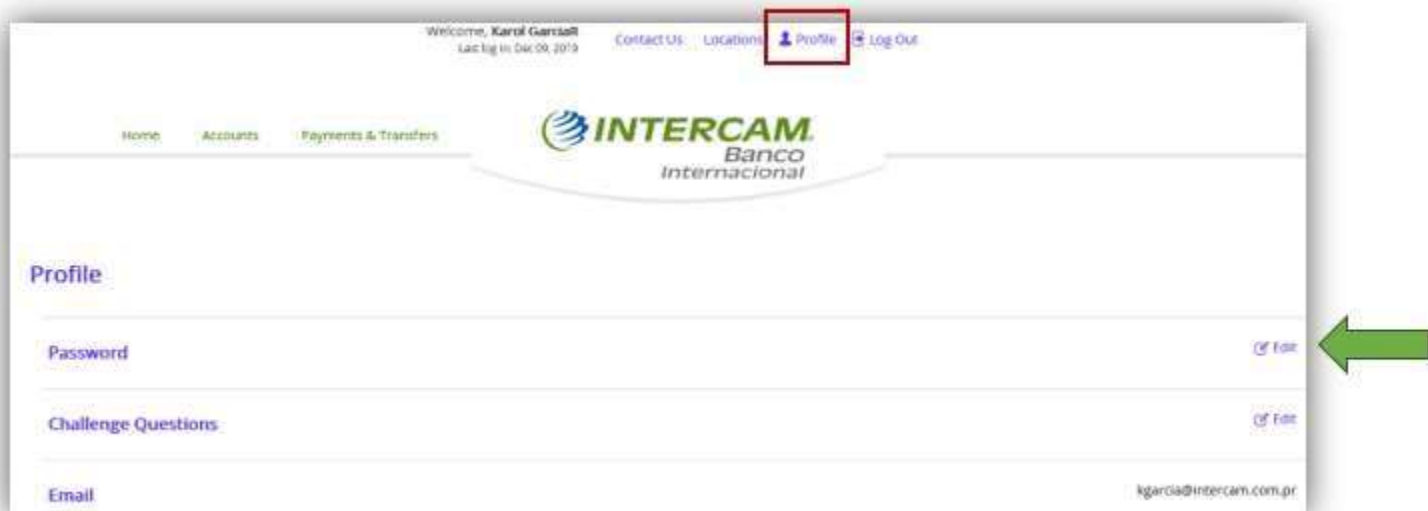 Welcome, Karol GarciaR
Last log in: Dec 09, 2019
Contact Us Locations Profile Log Out
Home Accounts Payments & Transfers
INTERCAM
Banco
Internacional
Profile
Password Edit
Challenge Questions Edit
Email kgarcia@intercam.com.pr